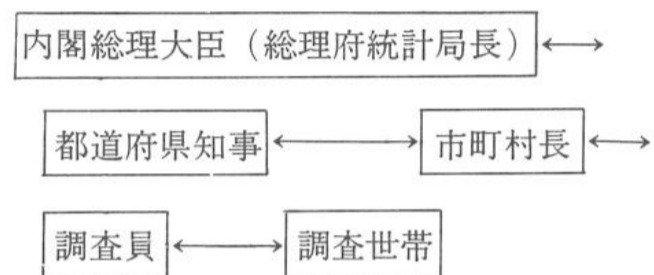 内閣総理大臣（総理府統計局長）←→
都道府県知事←→市町村長←→
調査員←→調査世帯